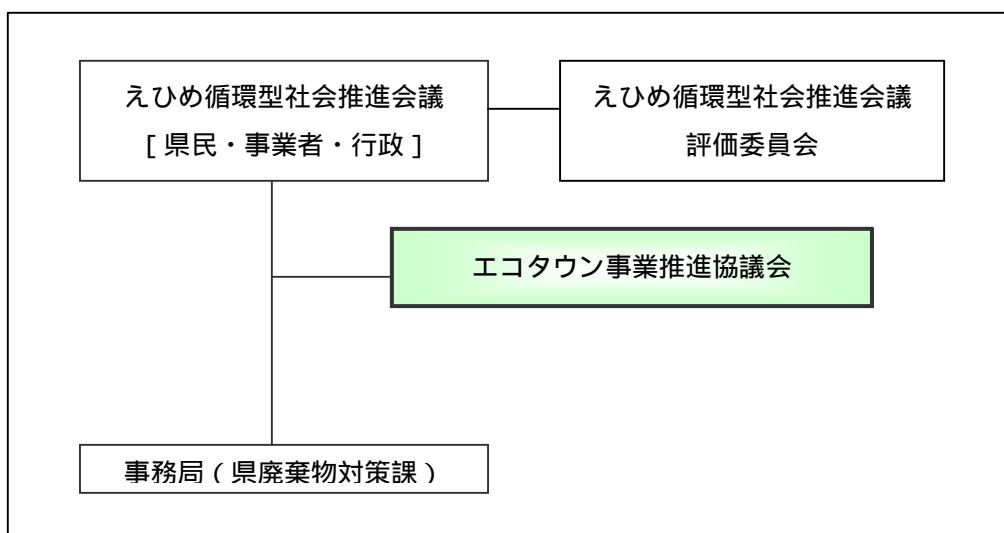 えひめ循環型社会推進会議
[ 県民・事業者・行政 ]
えひめ循環型社会推進会議
評価委員会
エコタウン事業推進協議会
事務局 ( 県廃棄物対策課 )